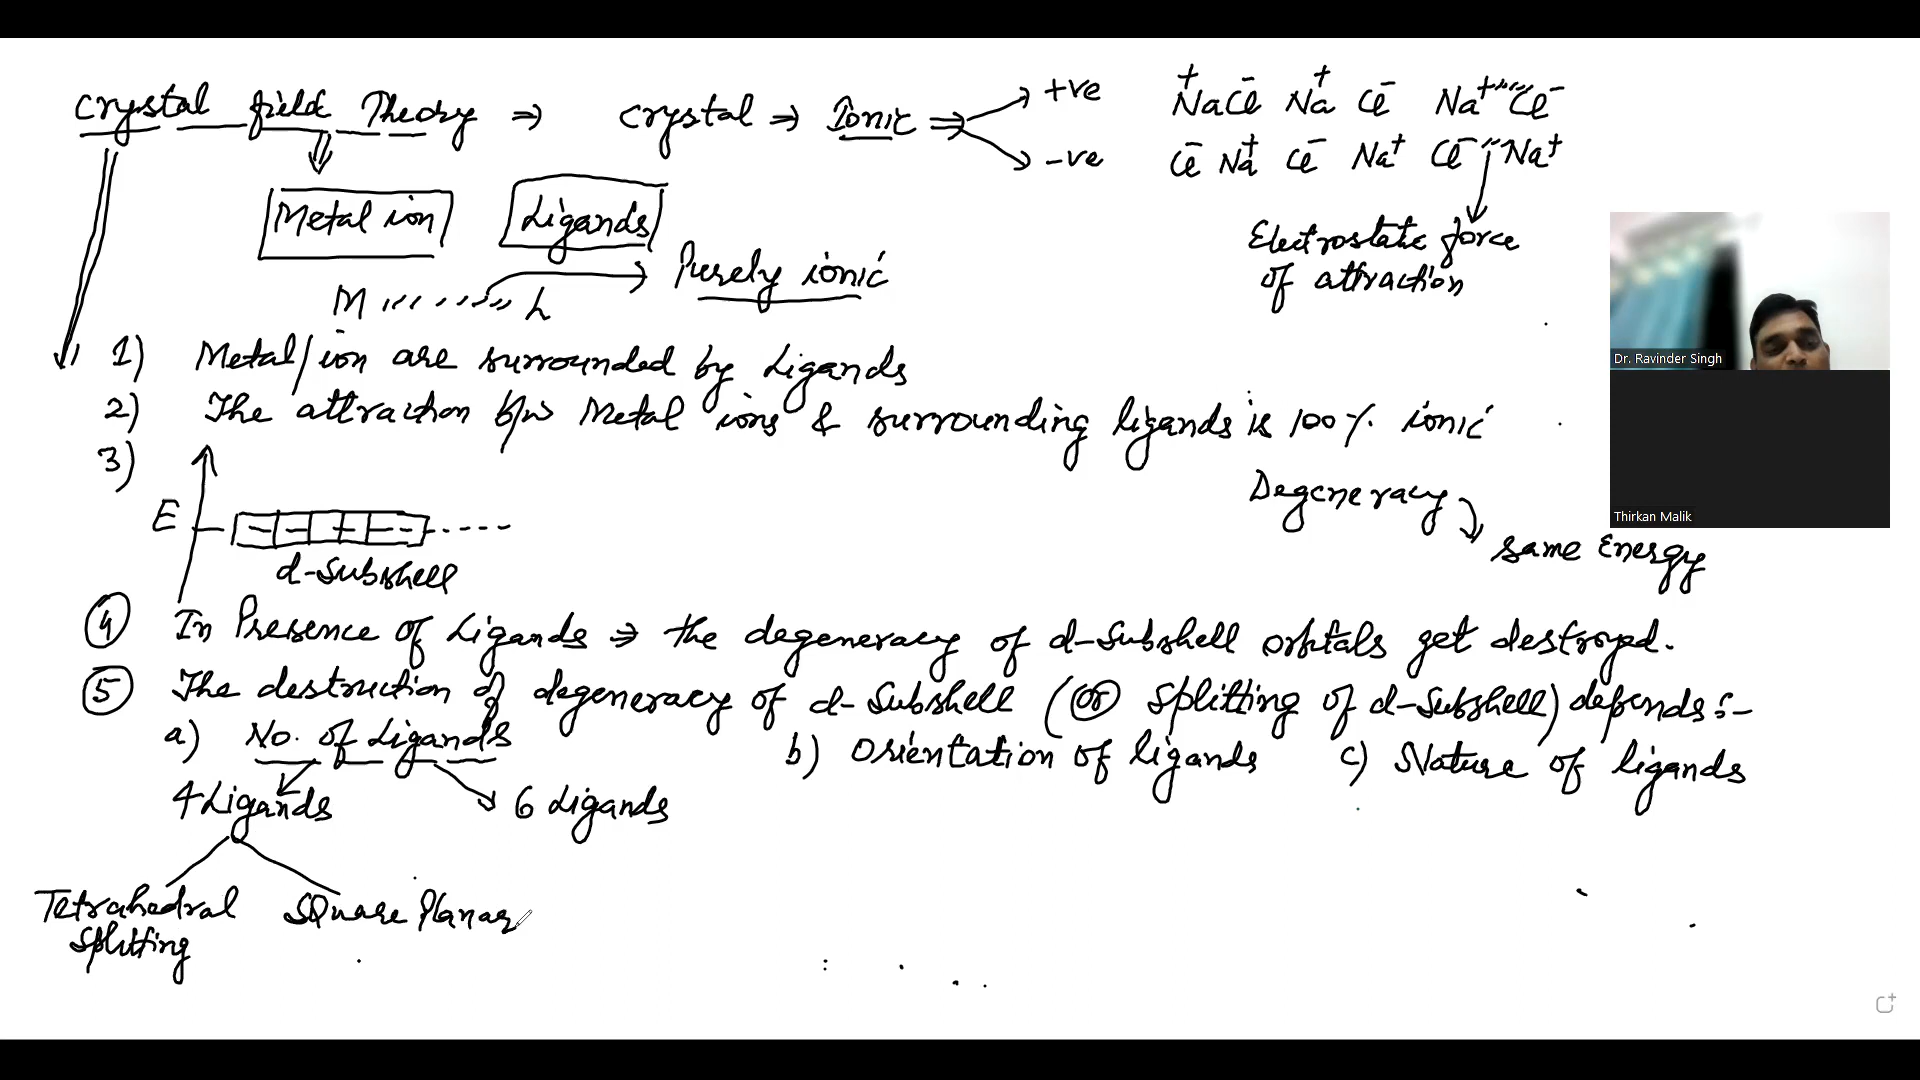 Crystal field Theory ⇒ crystal ⇒ Ionic ⇒ +ve
-ve
Na⁺Cl⁻ Na⁺ Cl⁻ Na⁺ Cl⁻
Cl⁻ Na⁺ Cl⁻ Na⁺ Cl⁻ Na⁺
Electrostatic force
of attraction
Metal ion Ligands
Purely ionic
M L
1) Metal/ion are surrounded by Ligands
2) The attraction b/w Metal ions & surrounding ligands is 100% ionic
3)
E
d-Subshell
Degeneracy
same Energy
Dr. Ravinder Singh
Thirkan Malik
④ In Presence of Ligands ⇒ the degeneracy of d-Subshell orbitals get destroyed.
⑤ The destruction of degeneracy of d-Subshell (or splitting of d-Subshell) depends :-
a) No. of Ligands b) Orientation of ligands c) Nature of ligands
4 Ligands 6 Ligands
Tetrahedral Square Planar
Splitting